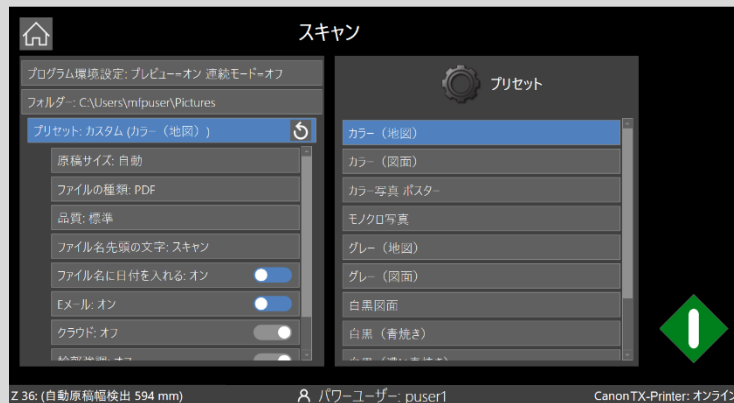 スキャン
プログラム環境設定: プレビュー=オン 連続モード=オフ
フォルダー: C:\Users\mfpuser\Pictures
プリセット: カスタム (カラー（地図）)
原稿サイズ: 自動
ファイルの種類: PDF
品質: 標準
ファイル名先頭の文字: スキャン
ファイル名に日付を入れる: オン
Eメール: オン
クラウド: オフ
プリセット
カラー（地図）
カラー（図面）
カラー写真 ポスター
モノクロ写真
グレー（地図）
グレー（図面）
白黒図面
白黒（青焼き）
Z 36: (自動原稿幅検出 594 mm)
パワーユーザー: puser1
Canon TX-Printer: オンライン